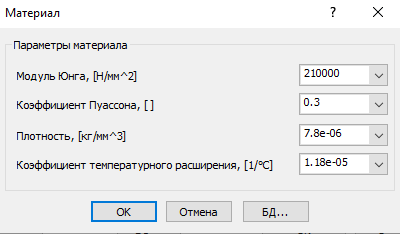 Материал ?
Параметры материала
Модуль Юнга, [Н/мм^2] 210000
Коэффициент Пуассона, [ ] 0.3
Плотность, [кг/мм^3] 7.8e-06
Коэффициент температурного расширения, [1/°C] 1.18e-05
ОК Отмена БД...